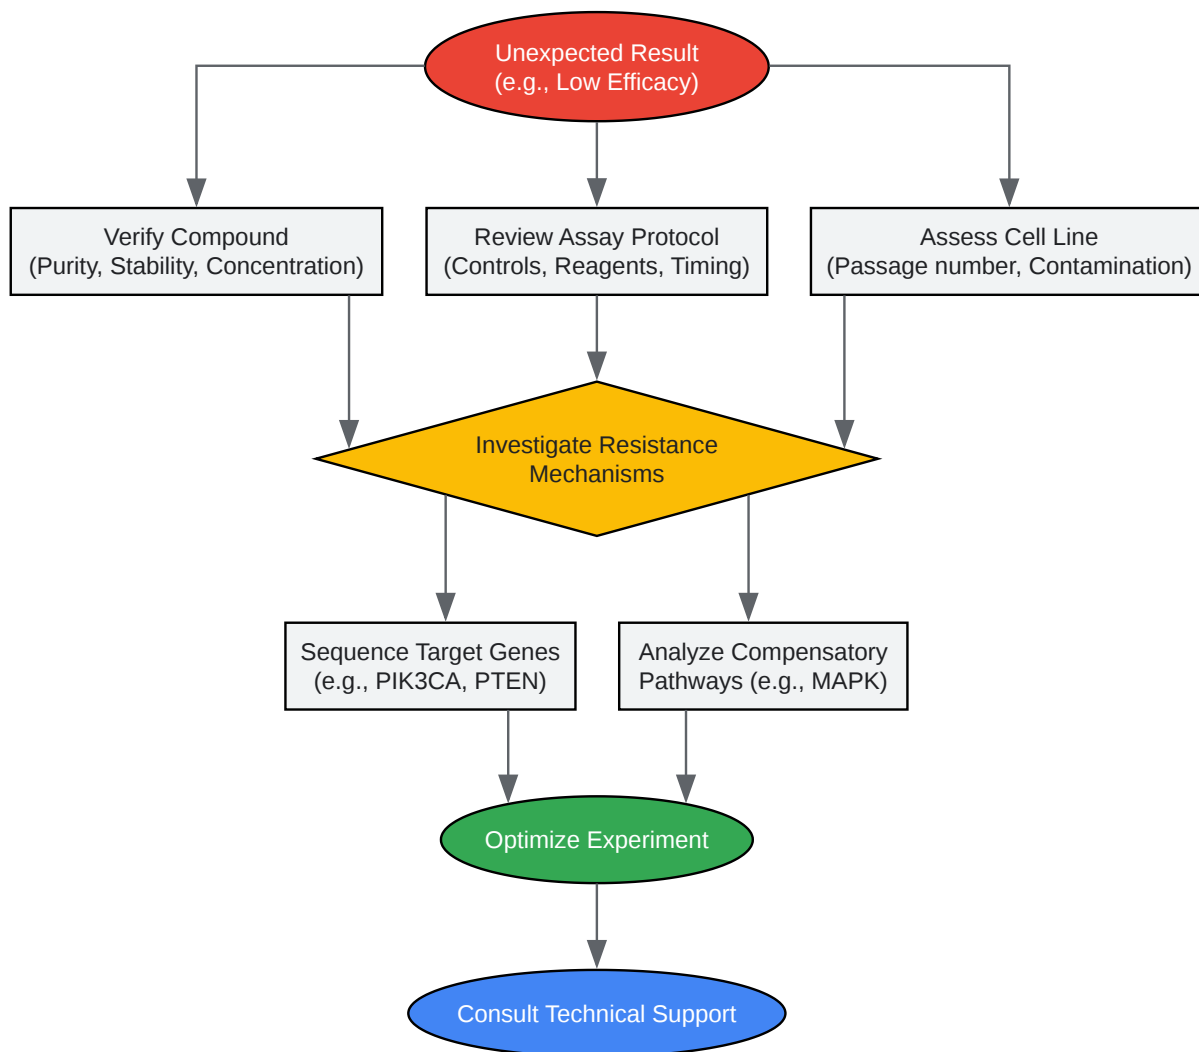 Unexpected Result
(e.g., Low Efficacy)
Verify Compound
(Purity, Stability, Concentration)
Review Assay Protocol
(Controls, Reagents, Timing)
Assess Cell Line
(Passage number, Contamination)
Investigate Resistance
Mechanisms
Sequence Target Genes
(e.g., PIK3CA, PTEN)
Analyze Compensatory
Pathways (e.g., MAPK)
Optimize Experiment
Consult Technical Support